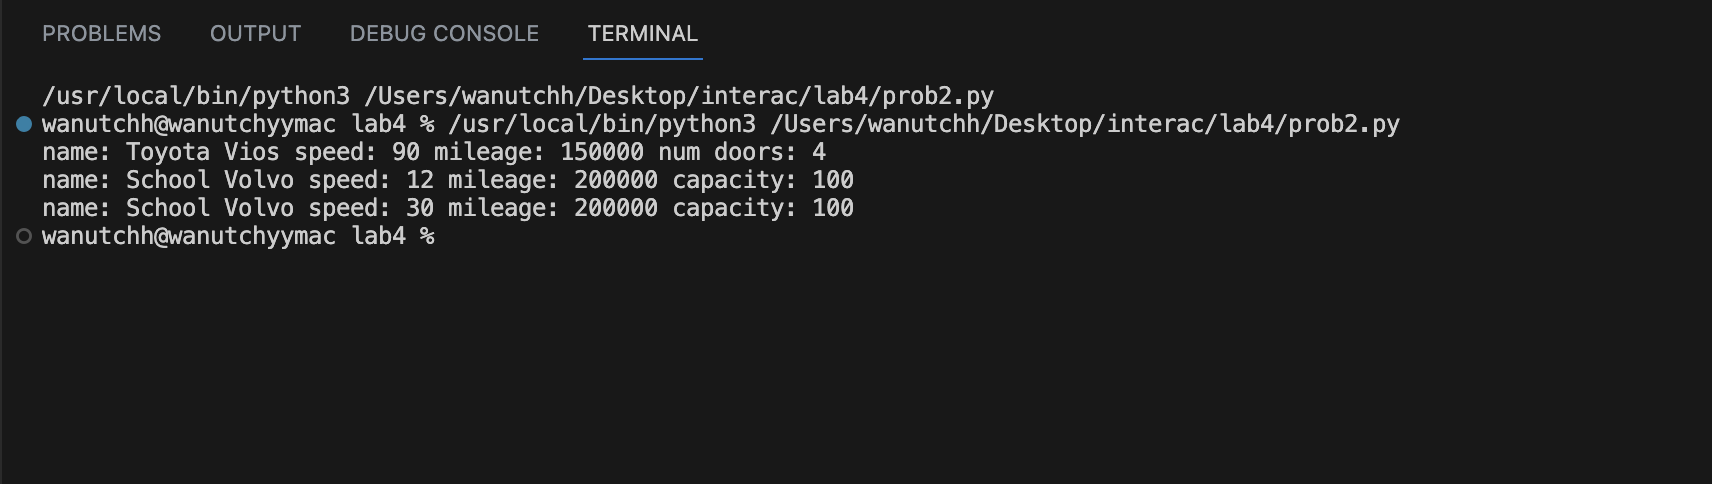 PROBLEMS OUTPUT DEBUG CONSOLE TERMINAL
/usr/local/bin/python3 /Users/wanutchh/Desktop/interac/lab4/prob2.py
wanutchh@wanutchyymac lab4 % /usr/local/bin/python3 /Users/wanutchh/Desktop/interac/lab4/prob2.py
name: Toyota Vios speed: 90 mileage: 150000 num doors: 4
name: School Volvo speed: 12 mileage: 200000 capacity: 100
name: School Volvo speed: 30 mileage: 200000 capacity: 100
wanutchh@wanutchyymac lab4 %